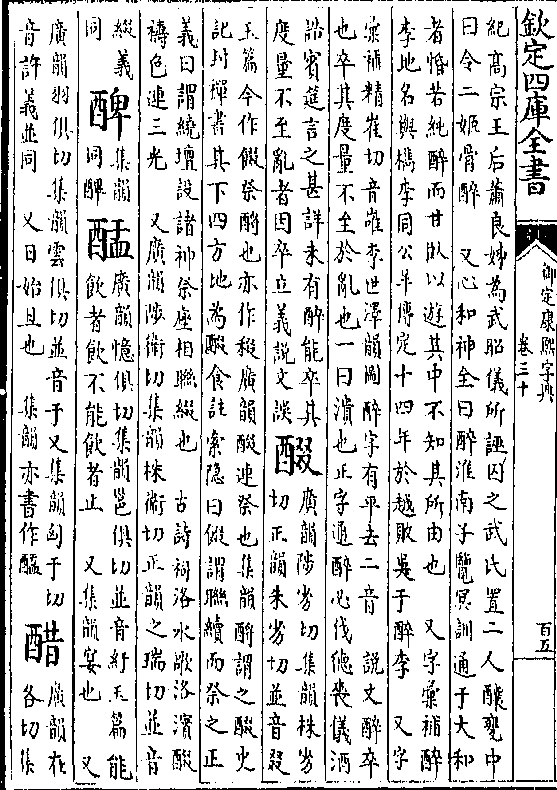 欽定四庫全書
御定康熙字典
卷三十
百五
紀高宗王后蕭良娣為武昭儀所誣囚之武氏置二人釀甕中
曰令二嫗骨醉 又心和神全曰醉淮南子覽冥訓通于大和
者惛若純醉而甘臥以遊其中不知其所由也 又字彙補醉
李地名與檇李同公羊傳定十四年於越敗吳于醉李 又字
彙補精崔切音嶉李世澤韻圖醉字有平去二音 說文醉卒
也卒其度量不至於亂也一曰潰也正字通醉必伐德喪儀酒
誥賓筵言之甚詳未有醉能卒其
度量不至亂者因卒立義說文誤
醊
廣韻陟劣切集韻株劣
切正韻朱劣切並音輟
玉篇今作餟祭酹也亦作裰廣韻醊連祭也集韻酹謂之醊史
記封禪書其下四方地為醊食註索隱曰餟謂聯續而祭之正
義曰謂繞壇設諸神祭座相聯綴也 古詩祠洛水歌洛濱醊
禱色連三光 又廣韻陟衛切集韻株衛切正韻之瑞切並音
綴義
同
集韻
同
廣韻憶俱切集韻邕俱切並音紆玉篇能
飲者飲不能飲者止 又集韻宴也 又
廣韻羽俱切集韻雲俱切並音于又集韻匈于切
音訏義並同 又日始旦也 集韻亦書作
醋
廣韻在
各切集